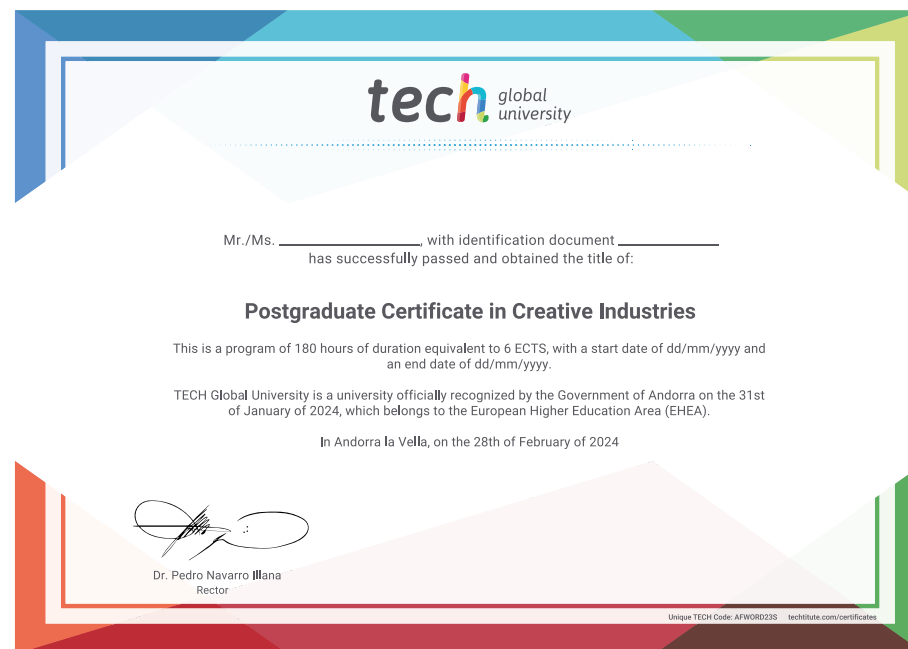 tech global university
Mr./Ms. ____________________, with identification document ______________
has successfully passed and obtained the title of:
Postgraduate Certificate in Creative Industries
This is a program of 180 hours of duration equivalent to 6 ECTS, with a start date of dd/mm/yyyy and
an end date of dd/mm/yyyy.
TECH Global University is a university officially recognized by the Government of Andorra on the 31st
of January of 2024, which belongs to the European Higher Education Area (EHEA).
In Andorra la Vella, on the 28th of February of 2024
Dr. Pedro Navarro Illana
Rector
Unique TECH Code: AFWORD23S techtitute.com/certificates